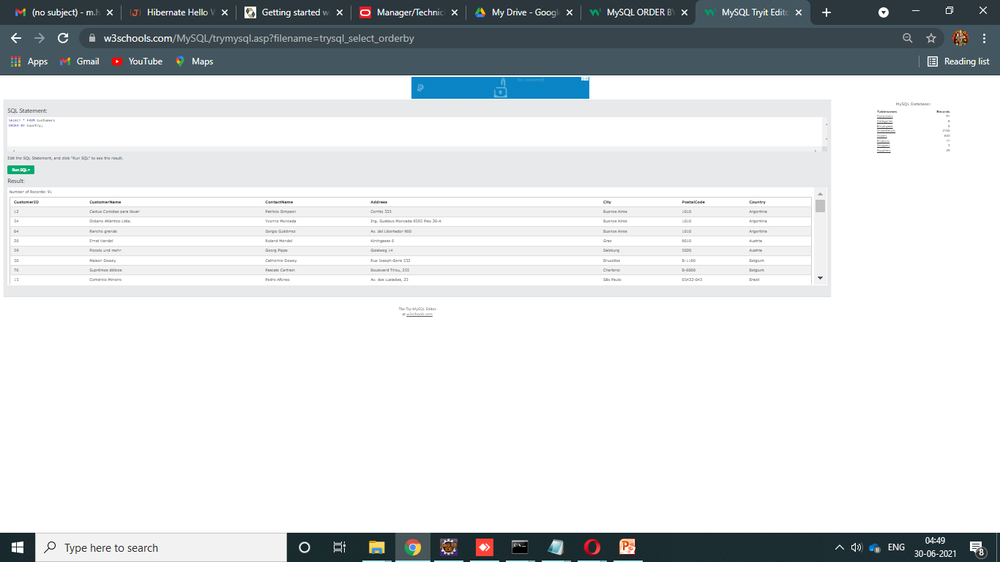 (no subject) - m.h
Hibernate Hello W
Getting started w
Manager/Technic
My Drive - Googl
MySQL ORDER BY
MySQL Tryit Edito
w3schools.com/MySQL/trymysql.asp?filename=trysql_select_orderby
Apps
Gmail
YouTube
Maps
Reading list
SQL Statement:
SELECT * FROM Customers
ORDER BY Country;
Edit the SQL Statement, and click "Run SQL" to see the result.
Run SQL »
Result:
Number of Records: 91
CustomerID CustomerName ContactName Address City PostalCode Country
12 Cactus Comidas para llevar Patricio Simpson Cerrito 333 Buenos Aires 1010 Argentina
54 Océano Atlántico Ltda. Yvonne Moncada Ing. Gustavo Moncada 8585 Piso 20-A Buenos Aires 1010 Argentina
64 Rancho grande Sergio Gutiérrez Av. del Libertador 900 Buenos Aires 1010 Argentina
20 Ernst Handel Roland Mendel Kirchgasse 6 Graz 8010 Austria
59 Piccolo und mehr Georg Pipps Geislweg 14 Salzburg 5020 Austria
50 Maison Dewey Catherine Dewey Rue Joseph-Bens 532 Bruxelles B-1180 Belgium
76 Suprêmes délices Pascale Cartrain Boulevard Tirou, 255 Charleroi B-6000 Belgium
15 Comércio Mineiro Pedro Afonso Av. dos Lusíadas, 23 São Paulo 05432-043 Brazil
MySQL Database:
Tablenames Records
Customers 91
Categories 8
Employees 9
OrderDetails
Orders 830
Products 77
Shippers 3
Suppliers 29
The Try-MySQL Editor
at w3schools.com
Type here to search
ENG
04:49
30-06-2021
8